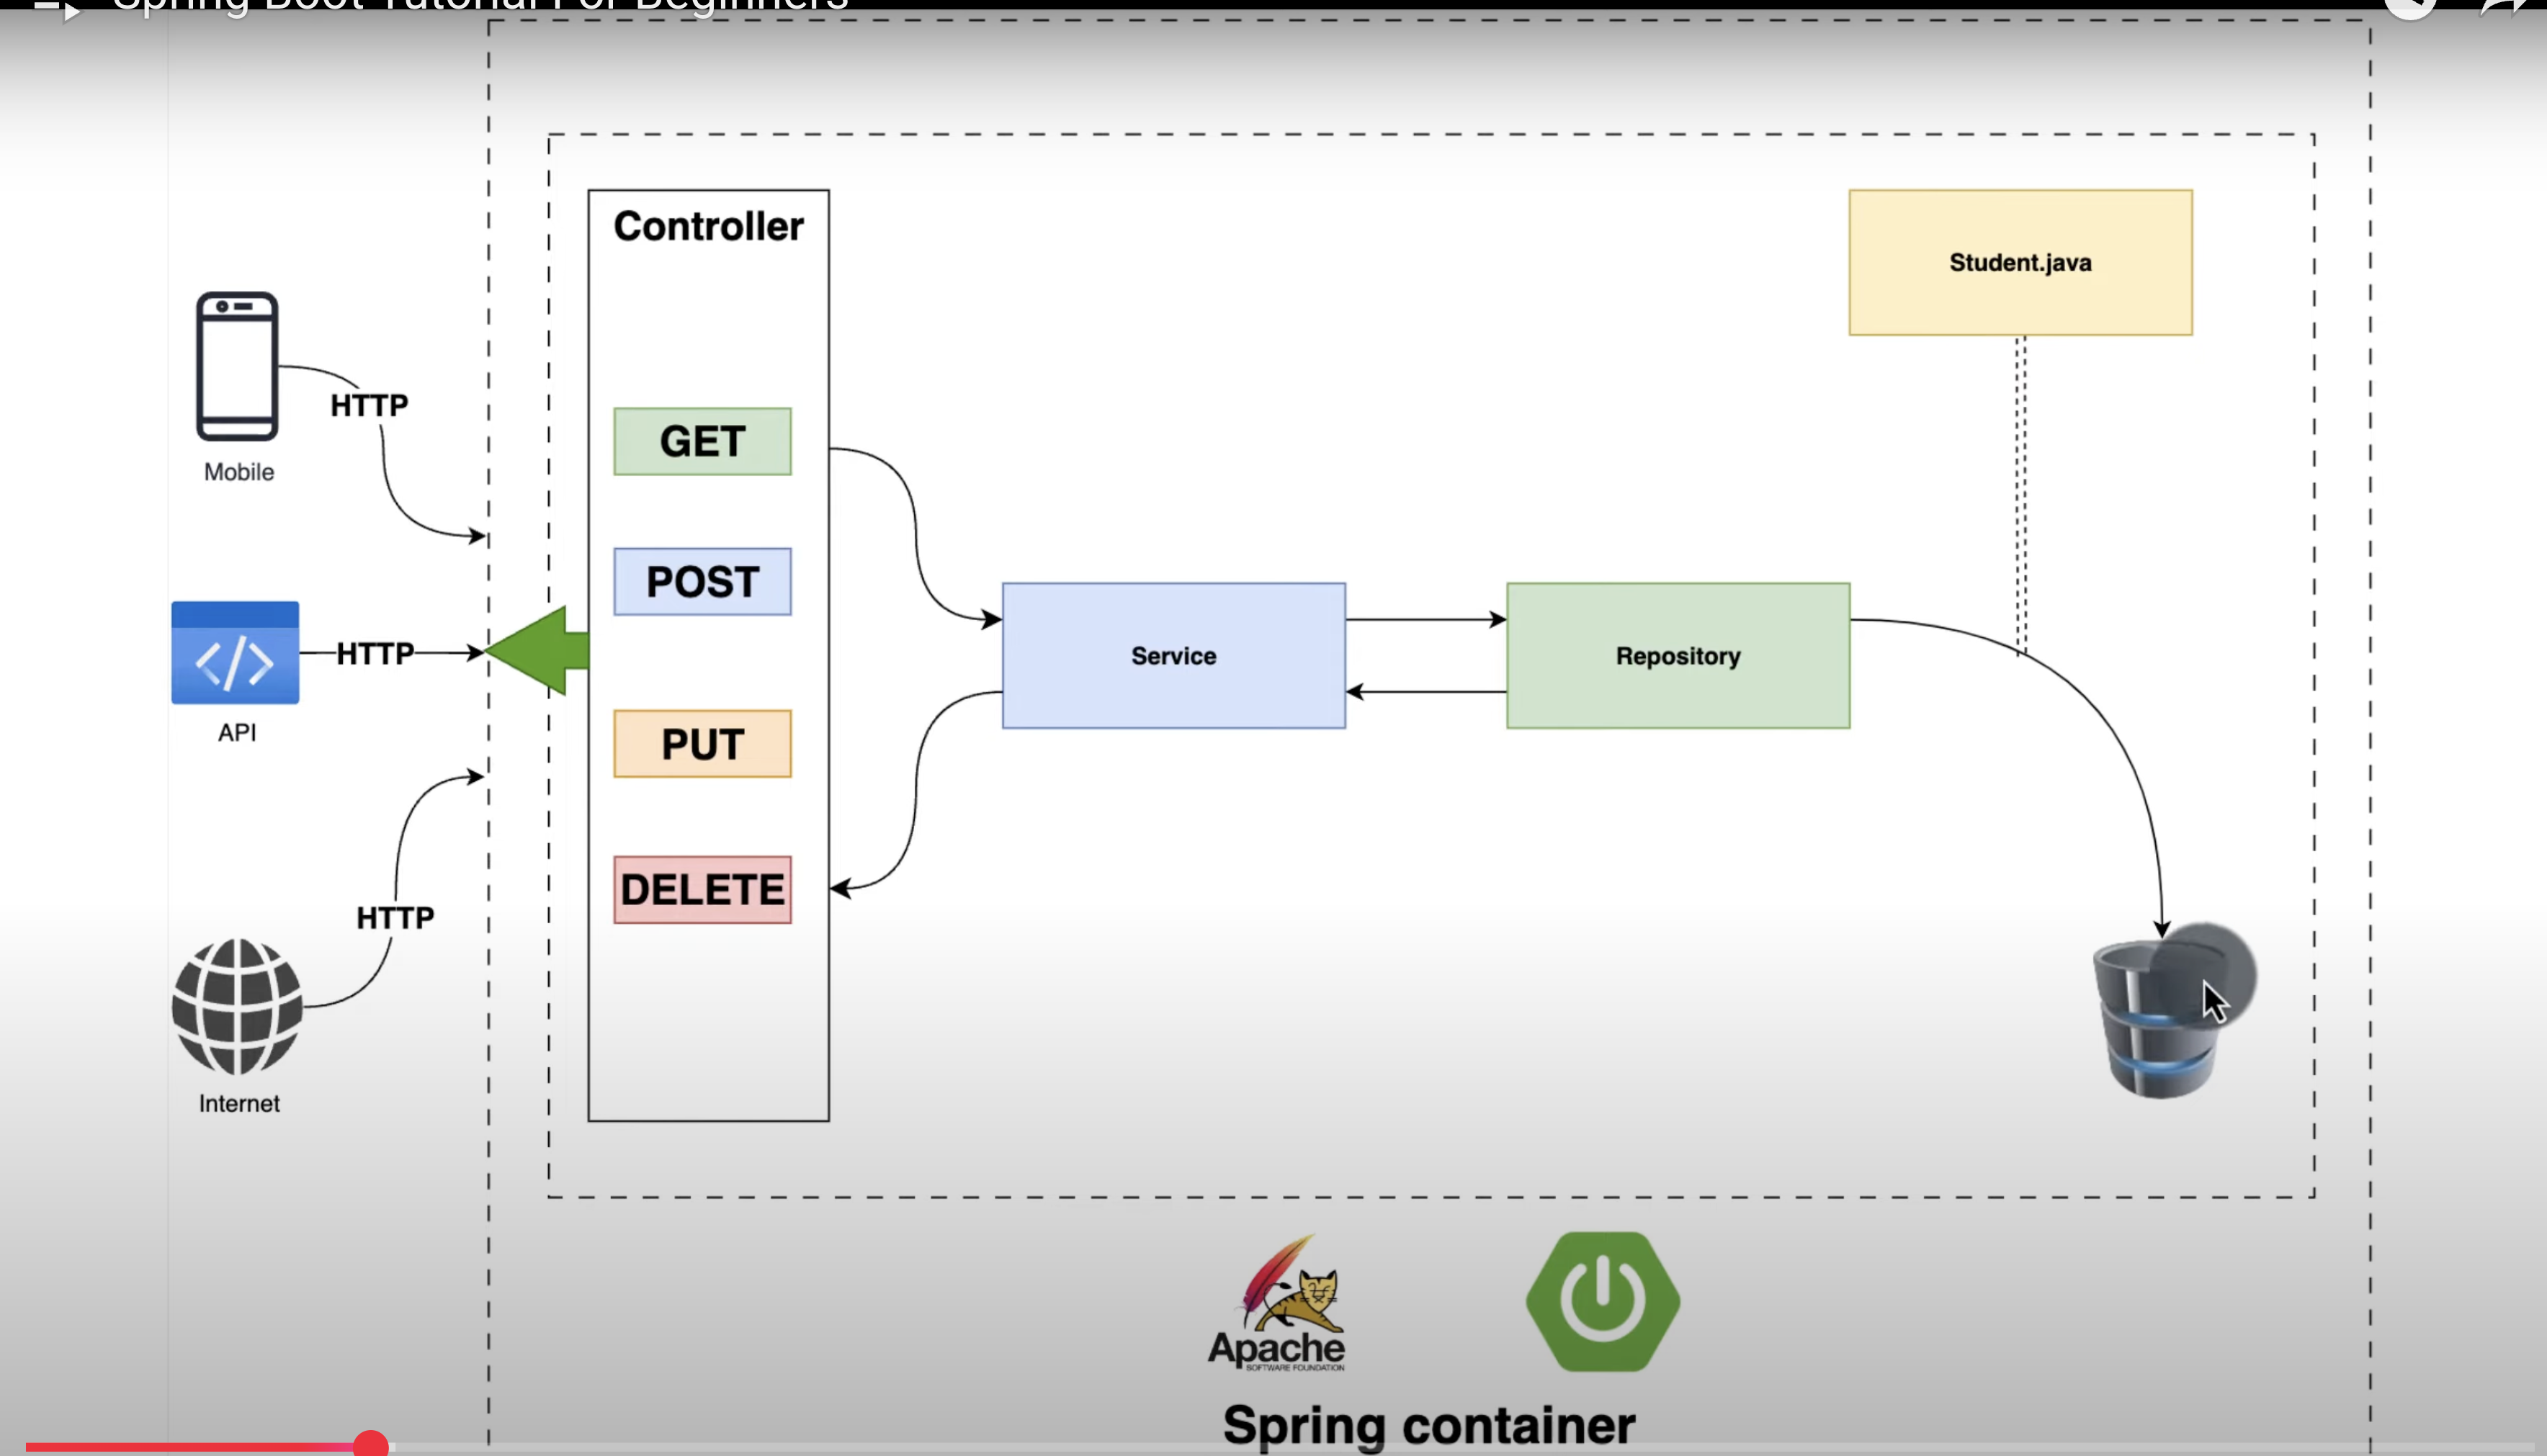 Spring Boot Tutorial For Beginners
Controller
Student.java
GET
HTTP
Mobile
POST
HTTP
Service
Repository
API
PUT
DELETE
HTTP
Internet
Apache
SOFTWARE FOUNDATION
Spring container